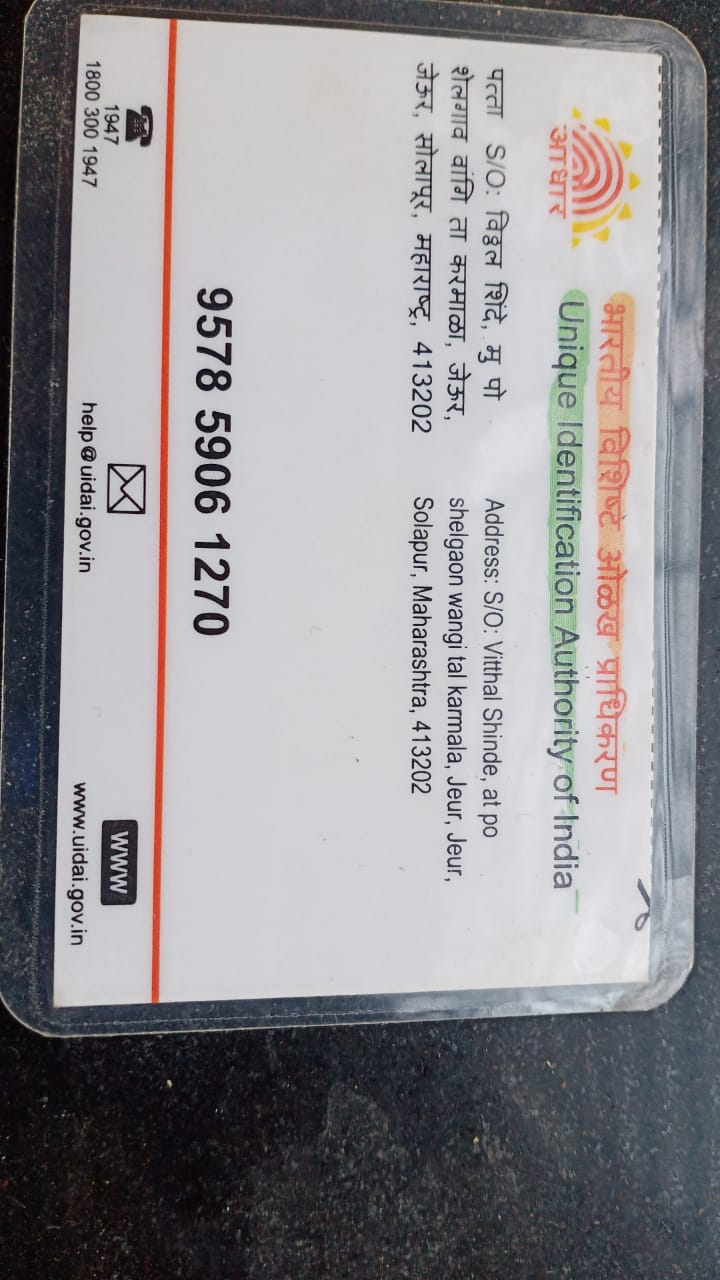 भारतीय विशिष्ट ओळख प्राधिकरण
Unique Identification Authority of India
आधार
पत्ता S/O: विठ्ठल शिंदे, मु पो
शेलगाव वांगि ता करमाळा, जेऊर,
जेऊर, सोलापूर, महाराष्ट्र, 413202
Address: S/O: Vitthal Shinde, at po
shelgaon wangi tal karmala, Jeur, Jeur,
Solapur, Maharashtra, 413202
9578 5906 1270
1947
1800 300 1947
help@uidai.gov.in
www
www.uidai.gov.in